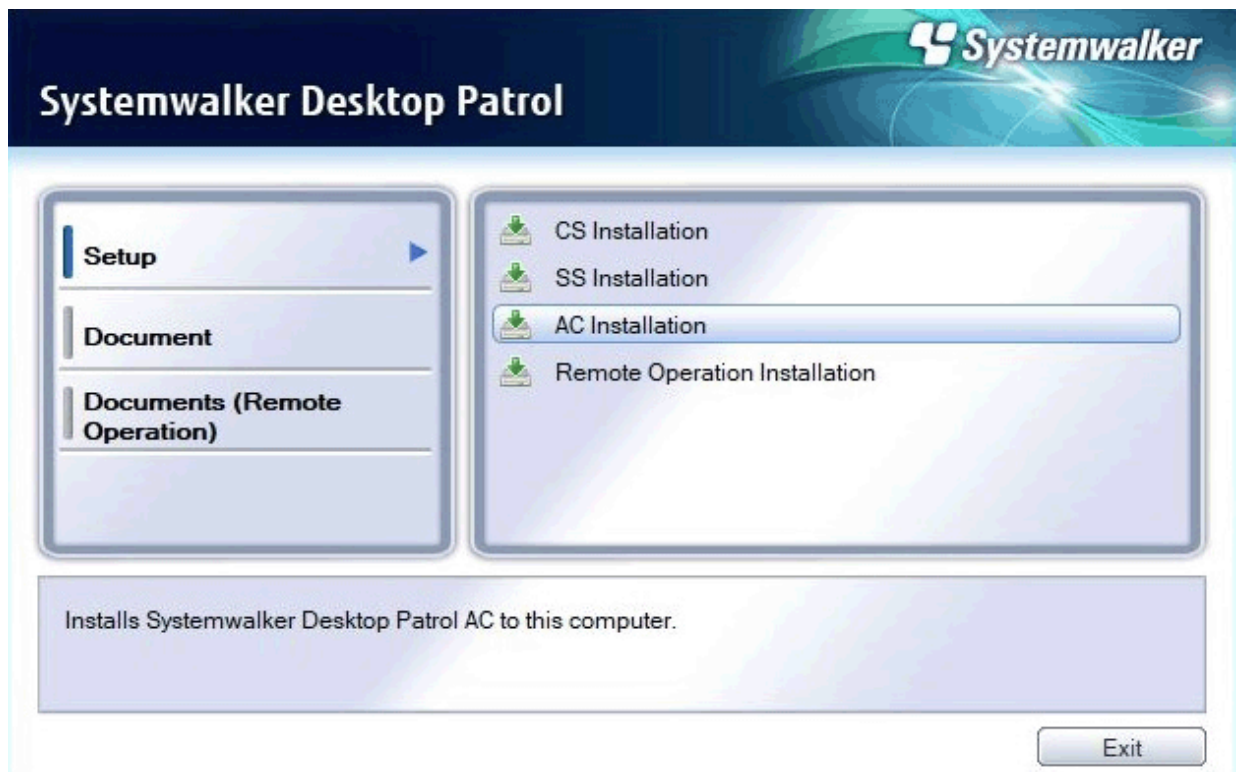 Systemwalker
Systemwalker Desktop Patrol
Setup
Document
Documents (Remote
Operation)
CS Installation
SS Installation
AC Installation
Remote Operation Installation
Installs Systemwalker Desktop Patrol AC to this computer.
Exit